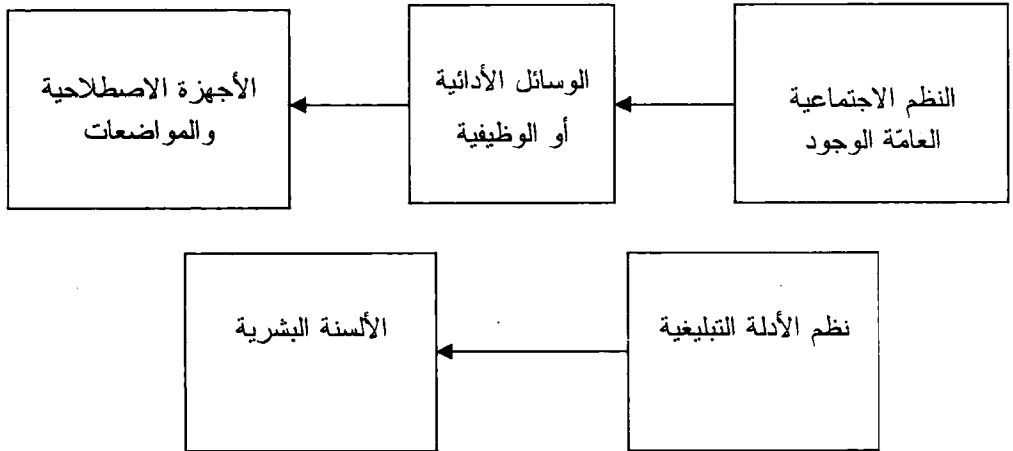 النظم الاجتماعية
العامّة الوجود
الوسائل الأدائية
أو الوظيفية
الأجهزة الاصطلاحية
والمواضعات
نظم الأدلة التبليغية
الألسنة البشرية